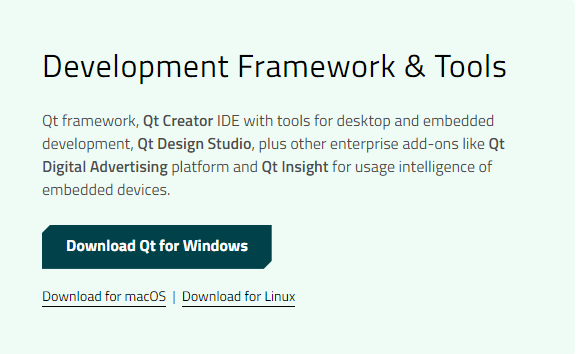 Development Framework & Tools
Qt framework, Qt Creator IDE with tools for desktop and embedded
development, Qt Design Studio, plus other enterprise add-ons like Qt
Digital Advertising platform and Qt Insight for usage intelligence of
embedded devices.
Download Qt for Windows
Download for macOS | Download for Linux